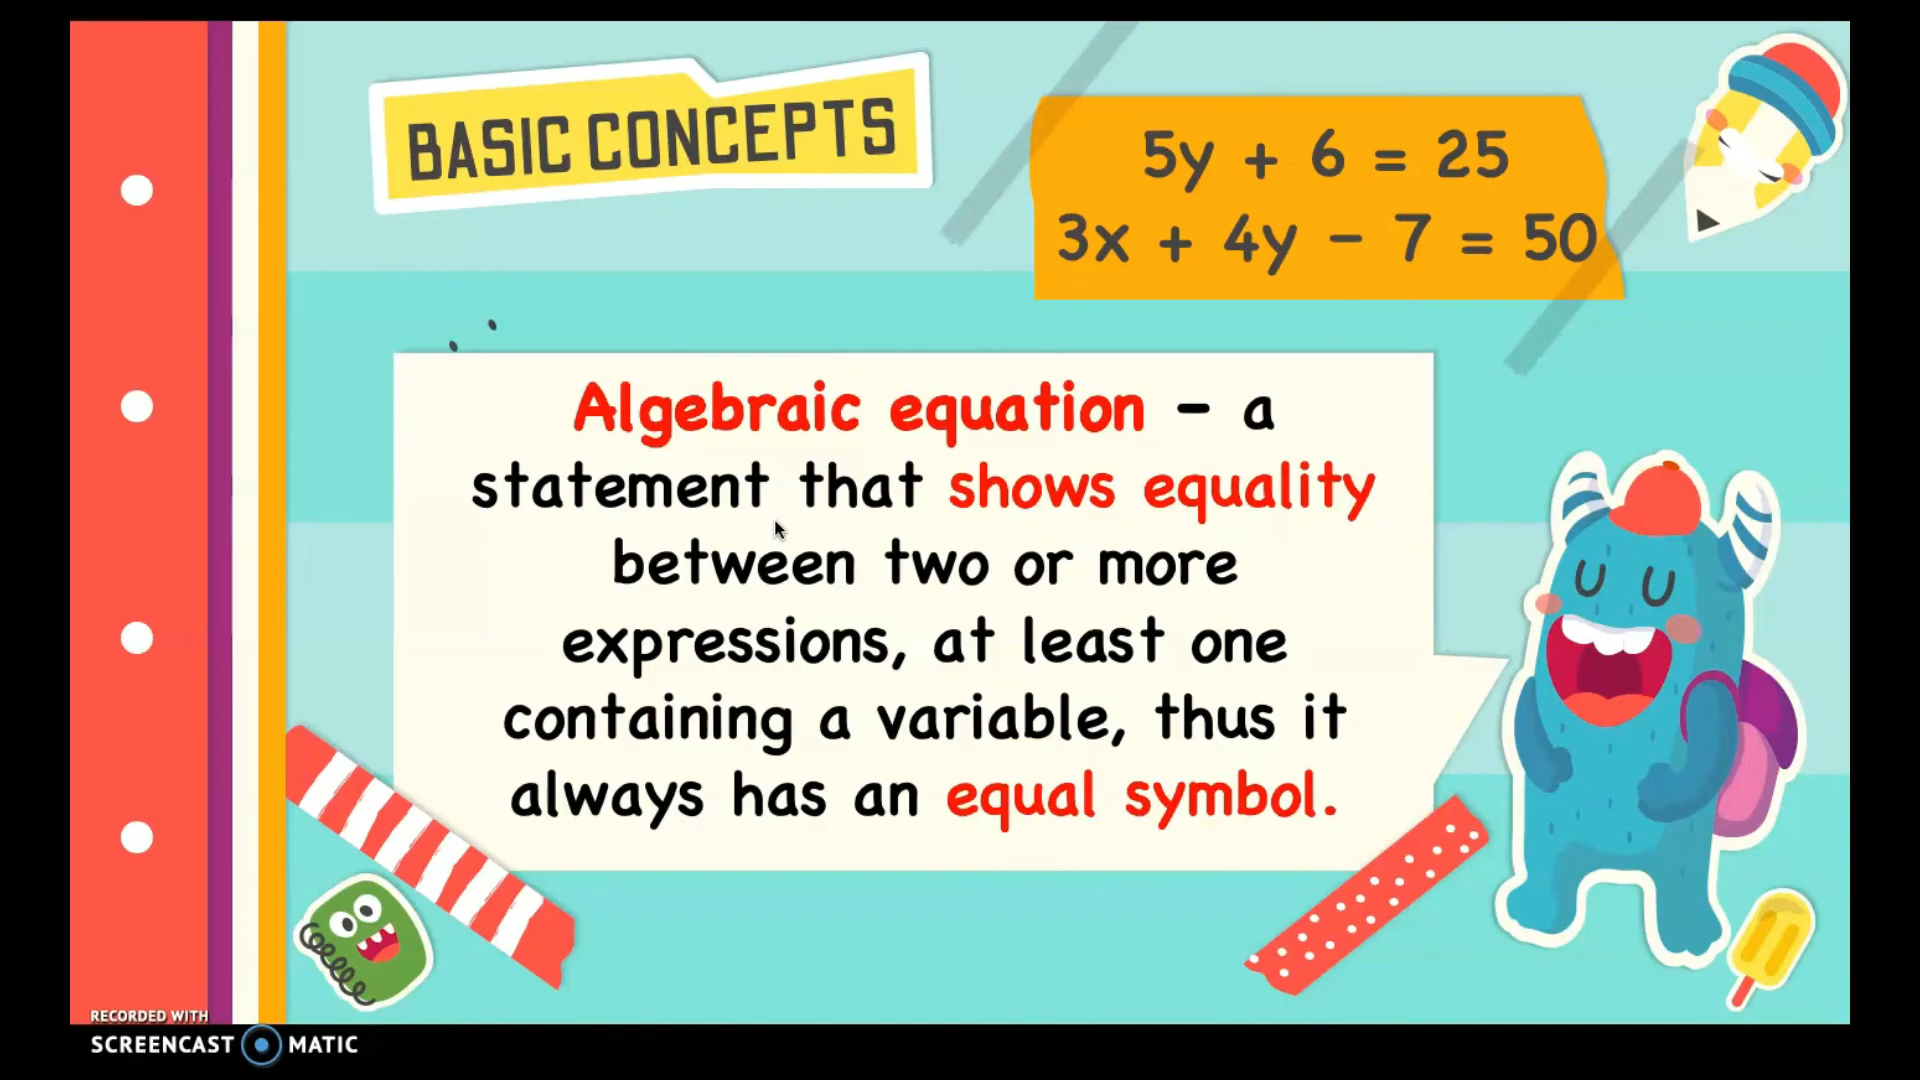 BASIC CONCEPTS
5y + 6 = 25
3x + 4y - 7 = 50
Algebraic equation - a
statement that shows equality
between two or more
expressions, at least one
containing a variable, thus it
always has an equal symbol.
RECORDED WITH
SCREENCAST MATIC